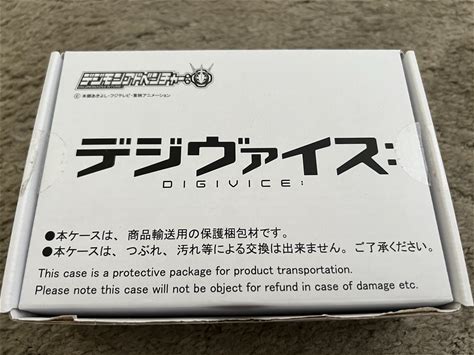 デジモンアドベンチャー:
©本郷あきよし・フジテレビ・東映アニメーション
デジヴァイス:
DIGIVICE:
●本ケースは、商品輸送用の保護梱包材です。
●本ケースは、つぶれ、汚れ等による交換は出来ません。ご了承ください。
This case is a protective package for product transportation.
Please note this case will not be object for refund in case of damage etc.